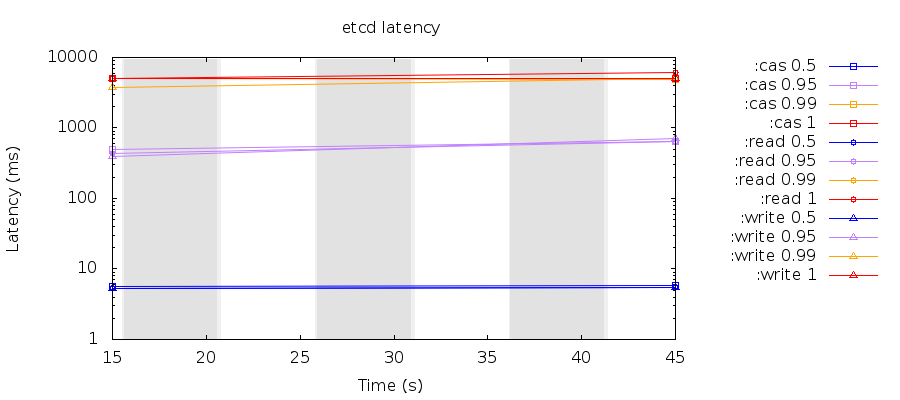 etcd latency
10000
1000
100
10
1
Latency (ms)
15 20 25 30 35 40 45
Time (s)
:cas 0.5
:cas 0.95
:cas 0.99
:cas 1
:read 0.5
:read 0.95
:read 0.99
:read 1
:write 0.5
:write 0.95
:write 0.99
:write 1